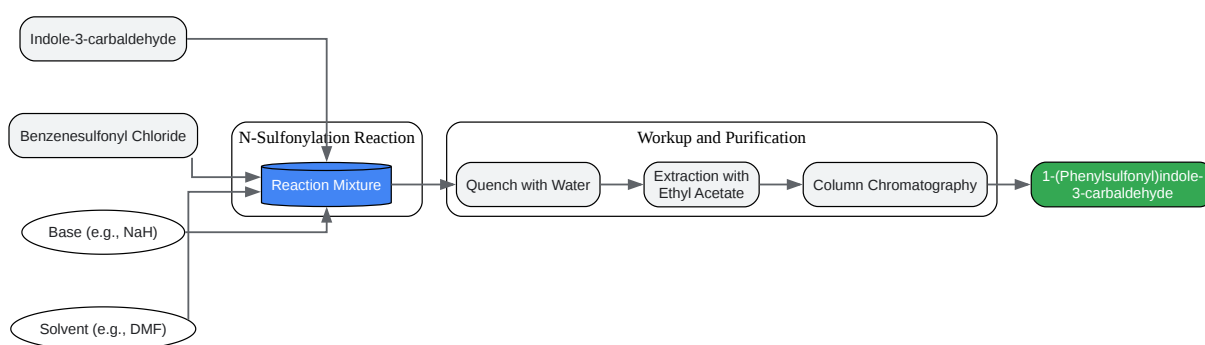 Indole-3-carbaldehyde
Benzenesulfonyl Chloride
Base (e.g., NaH)
Solvent (e.g., DMF)
N-Sulfonylation Reaction
Reaction Mixture
Workup and Purification
Quench with Water
Extraction with
Ethyl Acetate
Column Chromatography
1-(Phenylsulfonyl)indole-
3-carbaldehyde